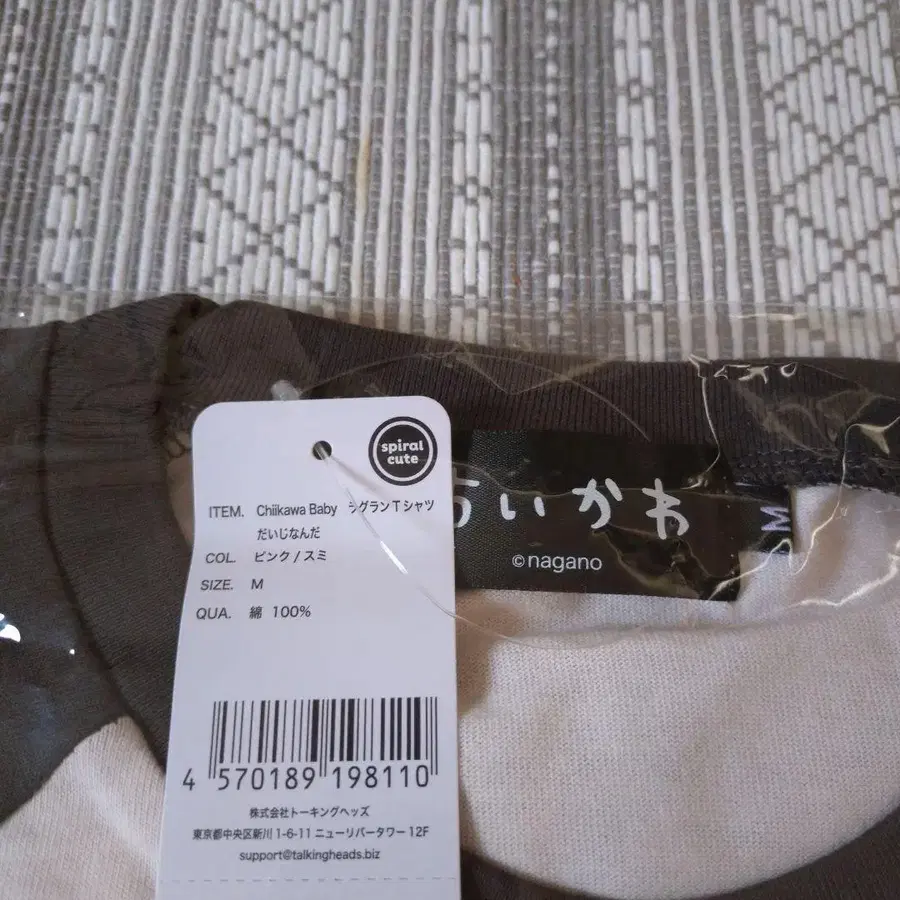 spiral
cute
ITEM. Chiikawa Baby ラグランTシャツ
だいじなんだ
COL. ピンク / スミ
SIZE. M
QUA. 綿 100%
4 570189 198110
株式会社トーキングヘッズ
東京都中央区新川 1-6-11 ニューリバータワー 12F
support@talkingheads.biz
ちいかわ
©nagano
M